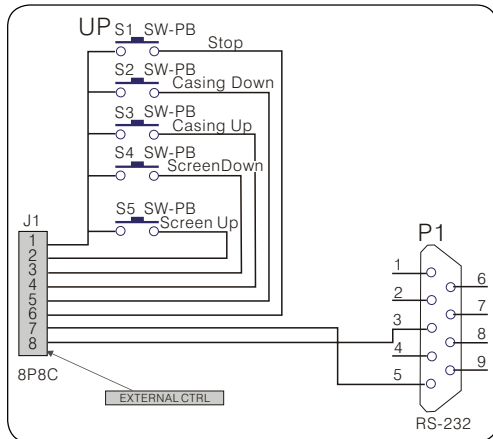 UP
S1 SW-PB
Stop
S2 SW-PB
Casing Down
S3 SW-PB
Casing Up
S4 SW-PB
ScreenDown
S5 SW-PB
Screen Up
J1
1
2
3
4
5
6
7
8
8P8C
EXTERNAL CTRL
P1
1
6
2
7
3
8
4
9
5
RS-232